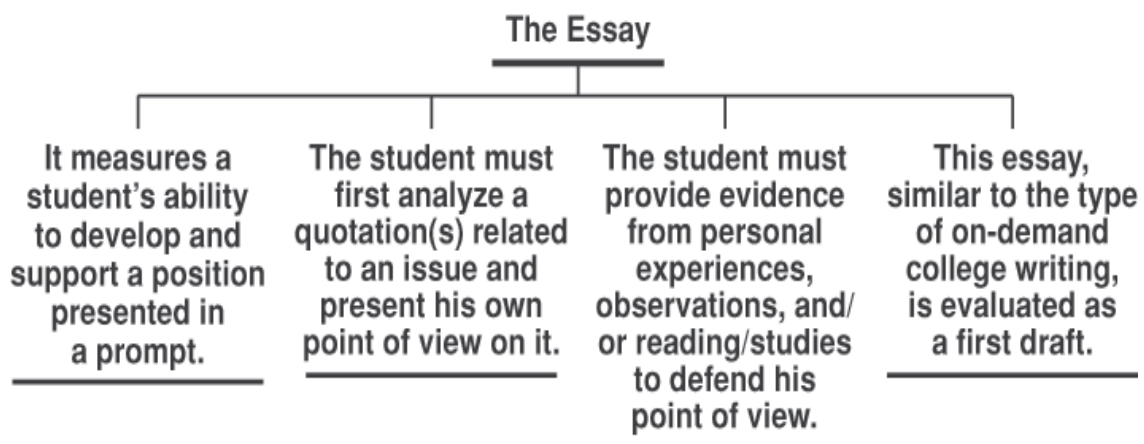 The Essay
It measures a
student's ability
to develop and
support a position
presented in
a prompt.
The student must
first analyze a
quotation(s) related
to an issue and
present his own
point of view on it.
The student must
provide evidence
from personal
experiences,
observations, and/
or reading/studies
to defend his
point of view.
This essay,
similar to the type
of on-demand
college writing,
is evaluated as
a first draft.